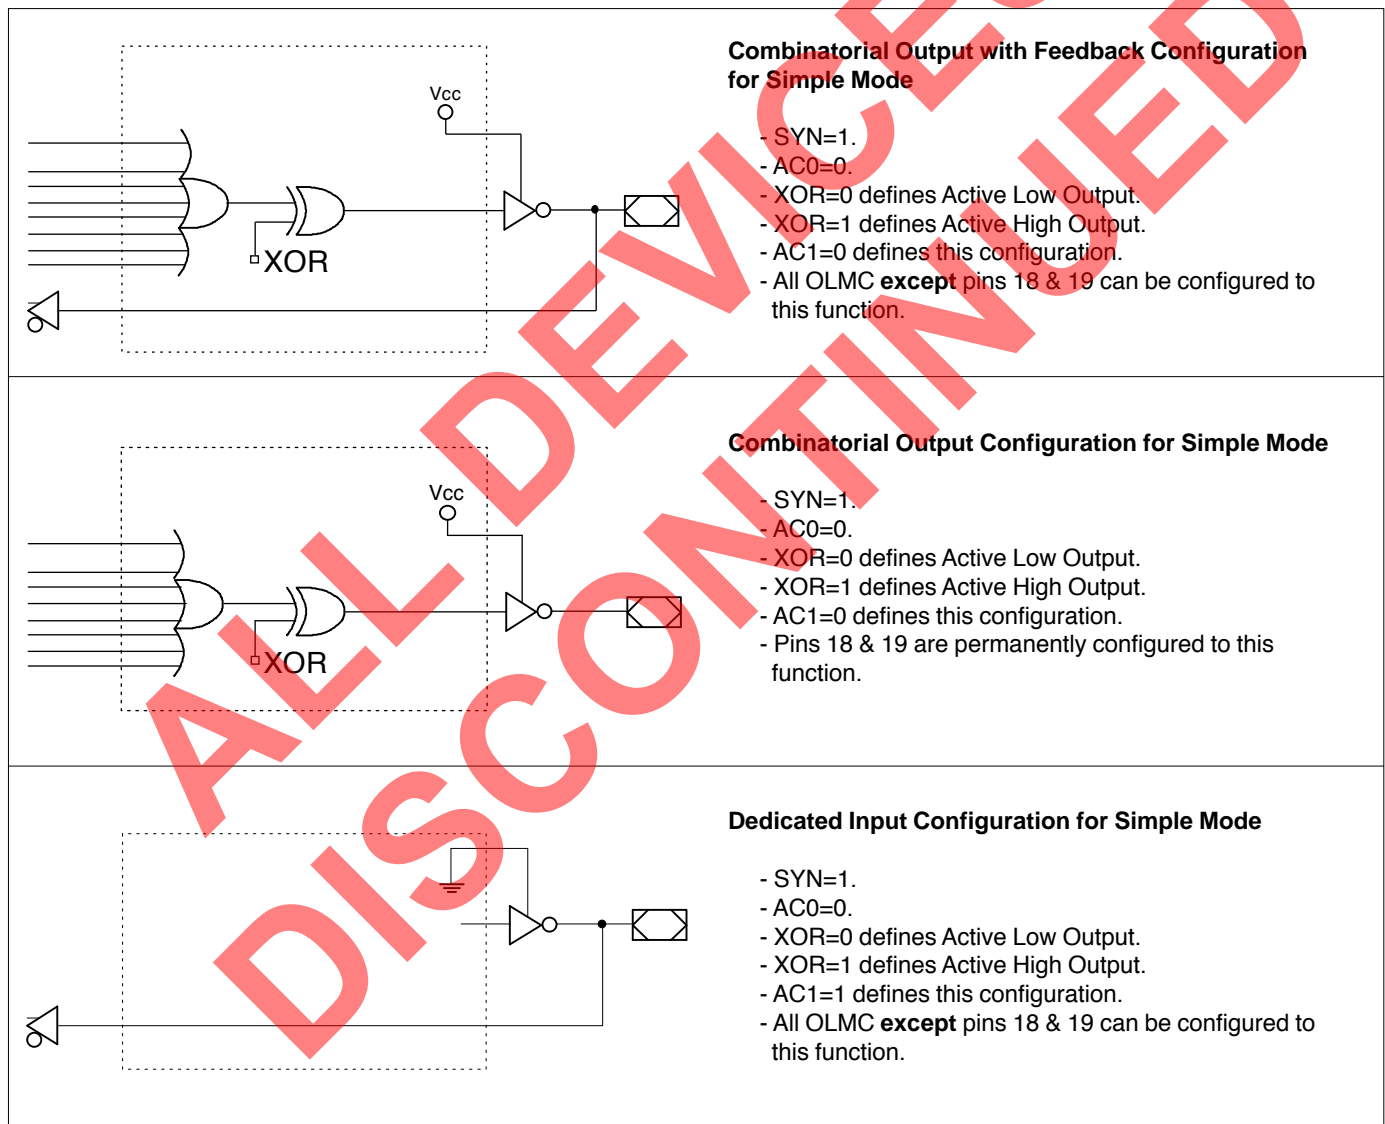 Combinatorial Output with Feedback Configuration
for Simple Mode
Vcc
- SYN=1.
- AC0=0.
- XOR=0 defines Active Low Output.
- XOR=1 defines Active High Output.
- AC1=0 defines this configuration.
- All OLMC except pins 18 & 19 can be configured to
this function.
XOR
Combinatorial Output Configuration for Simple Mode
Vcc
- SYN=1.
- AC0=0.
- XOR=0 defines Active Low Output.
- XOR=1 defines Active High Output.
- AC1=0 defines this configuration.
- Pins 18 & 19 are permanently configured to this
function.
XOR
Dedicated Input Configuration for Simple Mode
- SYN=1.
- AC0=0.
- XOR=0 defines Active Low Output.
- XOR=1 defines Active High Output.
- AC1=1 defines this configuration.
- All OLMC except pins 18 & 19 can be configured to
this function.
ALL DEVICES
DISCONTINUED